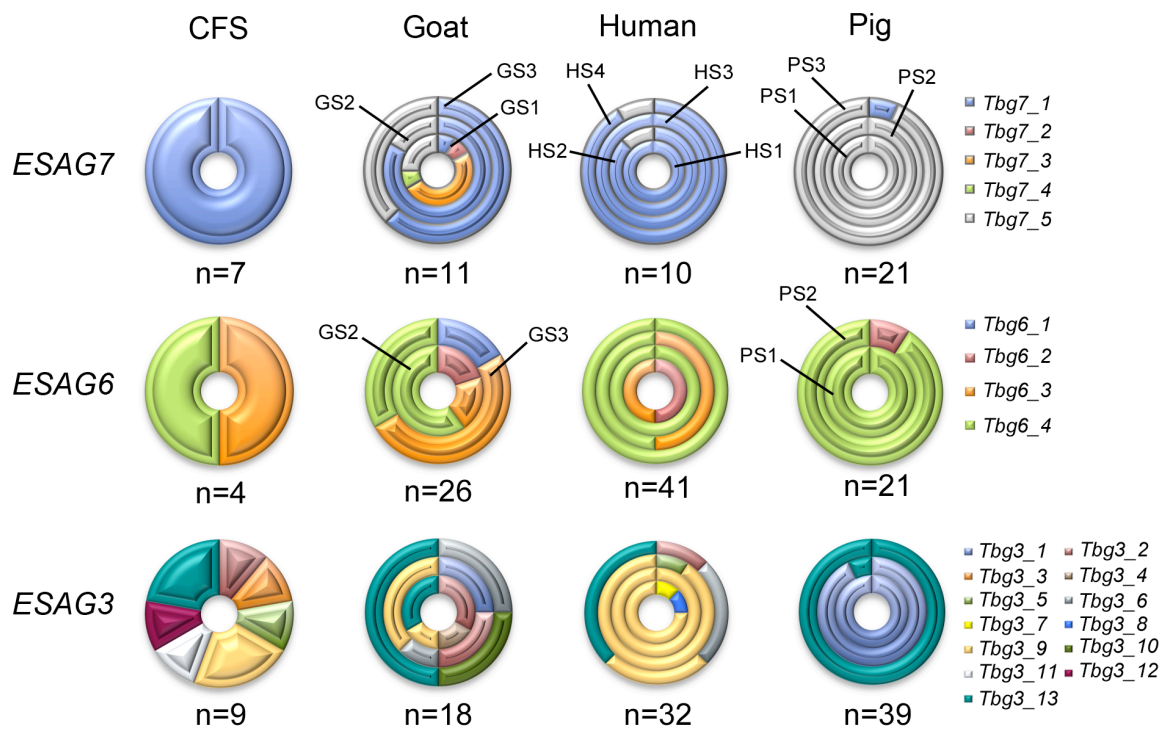 CFS Goat Human Pig
GS3
GS2
GS1
HS4
HS3
HS2
HS1
PS3
PS2
PS1
ESAG7
Tbg7_1
Tbg7_2
Tbg7_3
Tbg7_4
Tbg7_5
n=7 n=11 n=10 n=21
GS2
GS3
PS2
PS1
ESAG6
Tbg6_1
Tbg6_2
Tbg6_3
Tbg6_4
n=4 n=26 n=41 n=21
ESAG3
Tbg3_1 Tbg3_2
Tbg3_3 Tbg3_4
Tbg3_5 Tbg3_6
Tbg3_7 Tbg3_8
Tbg3_9 Tbg3_10
Tbg3_11 Tbg3_12
Tbg3_13
n=9 n=18 n=32 n=39